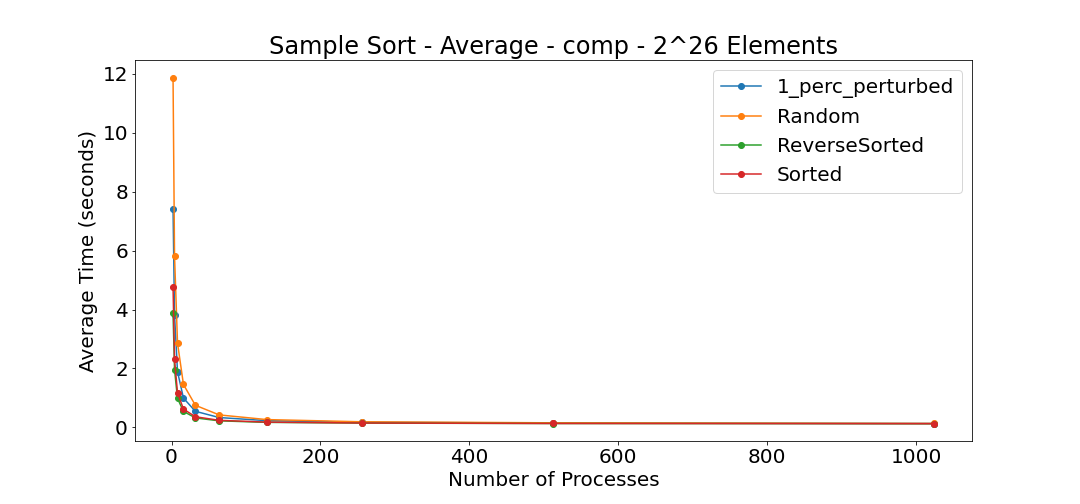 Sample Sort - Average - comp - 2^26 Elements
Average Time (seconds)
12
10
8
6
4
2
0
1_perc_perturbed
Random
ReverseSorted
Sorted
0 200 400 600 800 1000
Number of Processes